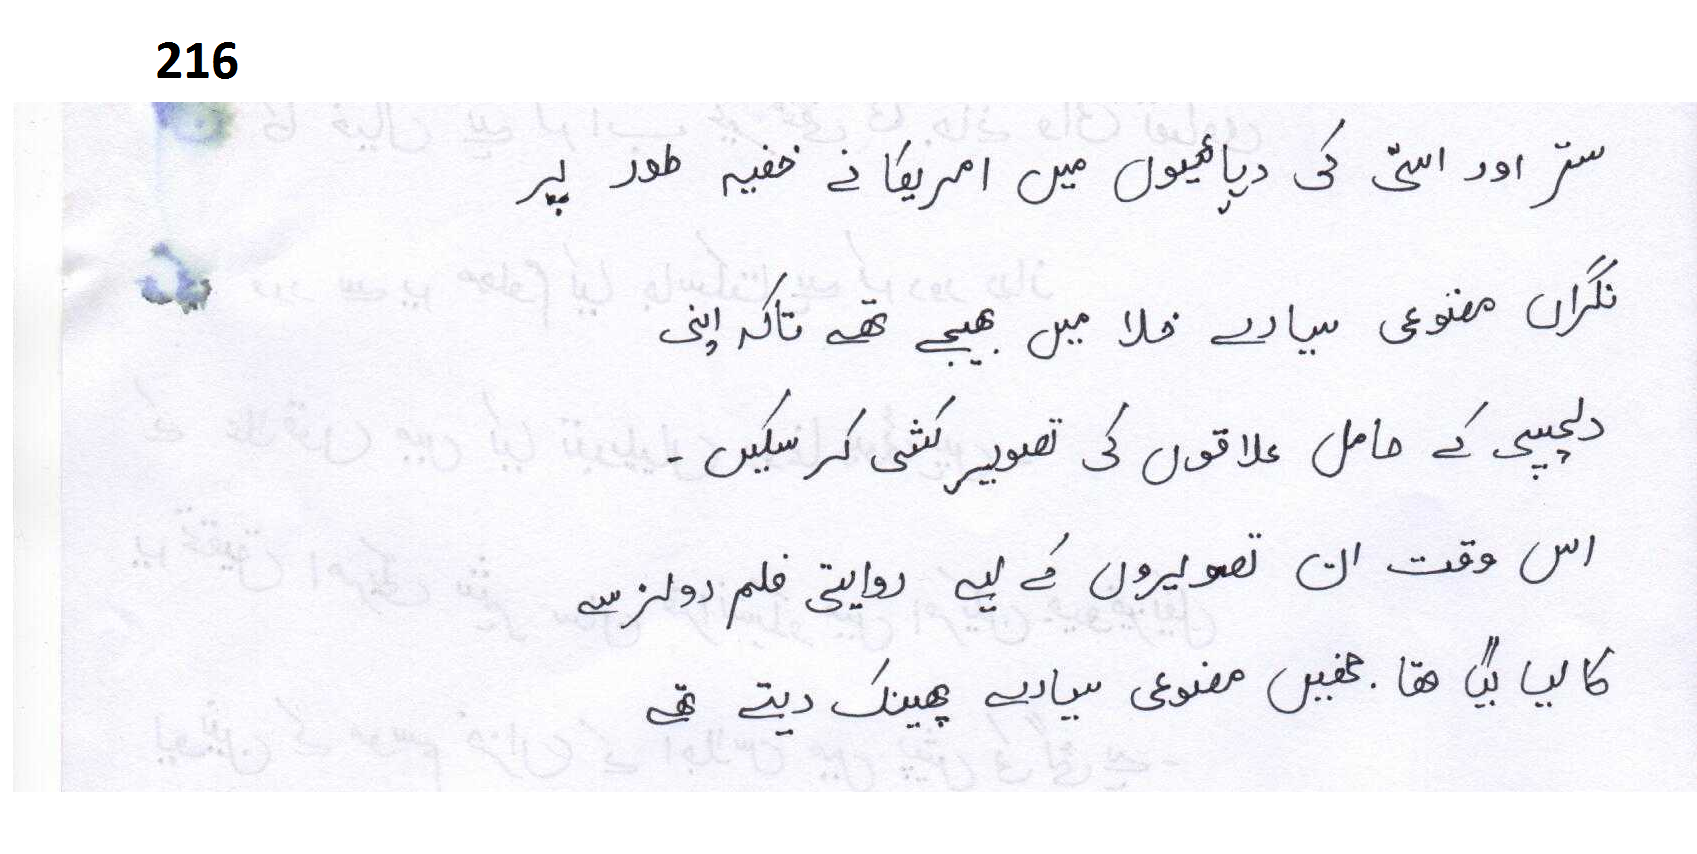 216
ستر اور اسّی کی دہائیوں میں امریکا نے خفیہ طور پر
نگراں مصنوعی سیارے خلا میں بھیجے تھے تاکہ اپنی
دلچسپی کے حامل علاقوں کی تصویر کشی کر سکیں ۔
اس وقت ان تصویروں کے لیے روایتی فلم رولز سے
کا لیا گیا تھا . جنھیں مصنوعی سیارے پھینک دیتے تھے